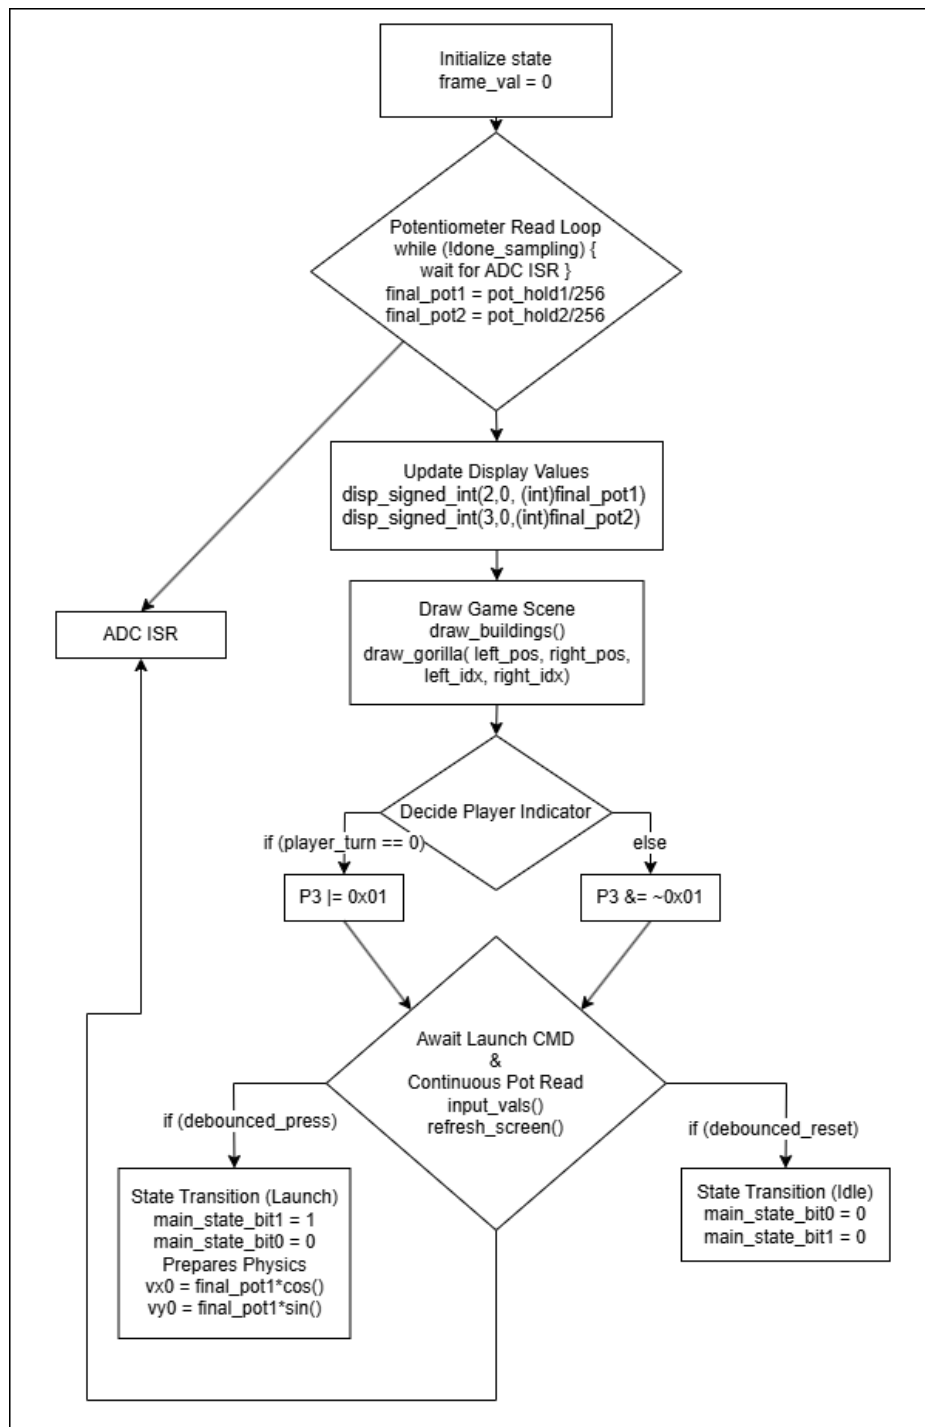 Initialize state
frame_val = 0
Potentiometer Read Loop
while (!done_sampling) {
wait for ADC ISR }
final_pot1 = pot_hold1/256
final_pot2 = pot_hold2/256
Update Display Values
disp_signed_int(2,0, (int)final_pot1)
disp_signed_int(3,0,(int)final_pot2)
ADC ISR
Draw Game Scene
draw_buildings()
draw_gorilla( left_pos, right_pos,
left_idx, right_idx)
Decide Player Indicator
if (player_turn == 0)
else
P3 |= 0x01
P3 &= ~0x01
Await Launch CMD
&
Continuous Pot Read
input_vals()
refresh_screen()
if (debounced_press)
if (debounced_reset)
State Transition (Launch)
main_state_bit1 = 1
main_state_bit0 = 0
Prepares Physics
vx0 = final_pot1*cos()
vy0 = final_pot1*sin()
State Transition (Idle)
main_state_bit0 = 0
main_state_bit1 = 0